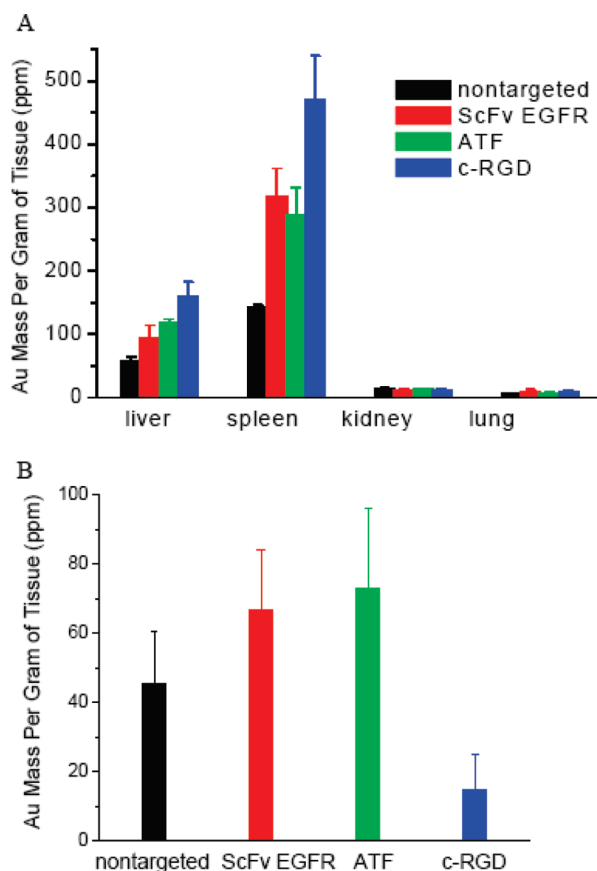 A
Au Mass Per Gram of Tissue (ppm)
500
400
300
200
100
0
nontargeted
ScFv EGFR
ATF
c-RGD
liver spleen kidney lung
B
Au Mass Per Gram of Tissue (ppm)
100
80
60
40
20
0
nontargeted ScFv EGFR ATF c-RGD